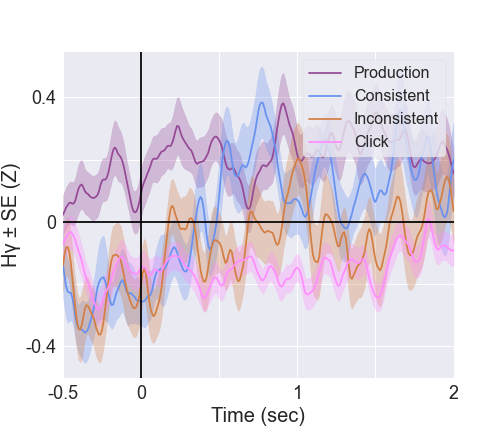 Production
Consistent
Inconsistent
Click
Hγ ± SE (Z)
0.4
0
-0.4
-0.5
0
1
2
Time (sec)